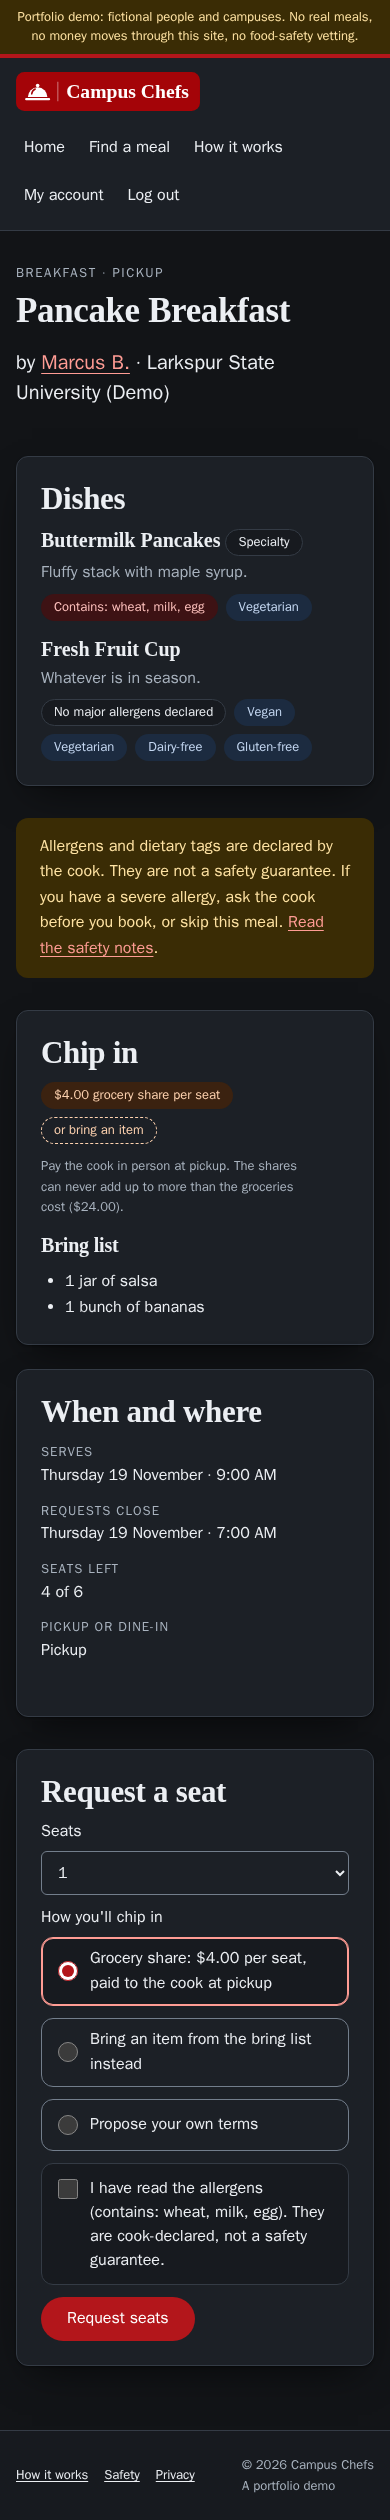 Portfolio demo: fictional people and campuses. No real meals,
no money moves through this site, no food-safety vetting.
Campus Chefs
Home Find a meal How it works
My account Log out
BREAKFAST · PICKUP
Pancake Breakfast
by Marcus B. · Larkspur State
University (Demo)
Dishes
Buttermilk Pancakes Specialty
Fluffy stack with maple syrup.
Contains: wheat, milk, egg Vegetarian
Fresh Fruit Cup
Whatever is in season.
No major allergens declared Vegan
Vegetarian Dairy-free Gluten-free
Allergens and dietary tags are declared by
the cook. They are not a safety guarantee. If
you have a severe allergy, ask the cook
before you book, or skip this meal. Read
the safety notes.
Chip in
$4.00 grocery share per seat
or bring an item
Pay the cook in person at pickup. The shares
can never add up to more than the groceries
cost ($24.00).
Bring list
• 1 jar of salsa
• 1 bunch of bananas
When and where
SERVES
Thursday 19 November · 9:00 AM
REQUESTS CLOSE
Thursday 19 November · 7:00 AM
SEATS LEFT
4 of 6
PICKUP OR DINE-IN
Pickup
Request a seat
Seats
1
How you'll chip in
Grocery share: $4.00 per seat,
paid to the cook at pickup
Bring an item from the bring list
instead
Propose your own terms
I have read the allergens
(contains: wheat, milk, egg). They
are cook-declared, not a safety
guarantee.
Request seats
How it works Safety Privacy
© 2026 Campus Chefs
A portfolio demo